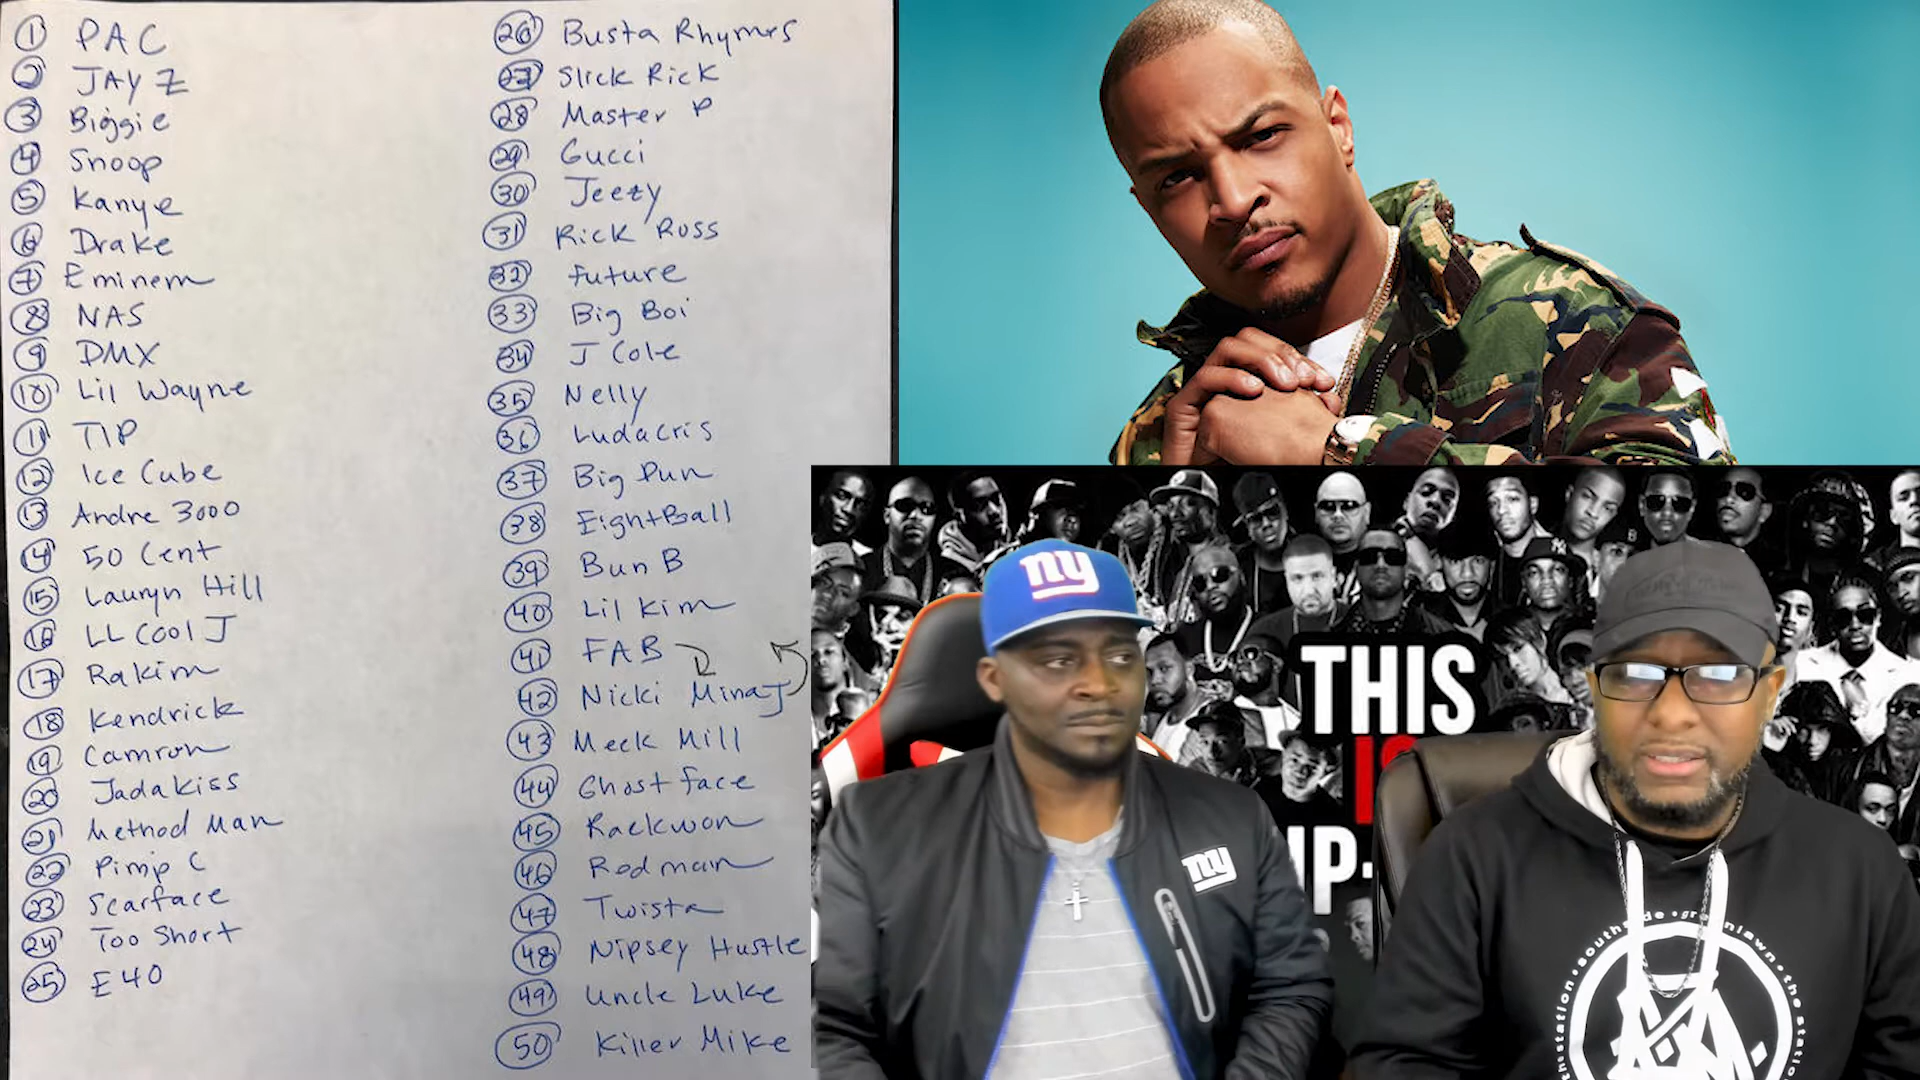 1 PAC
2 JAY Z
3 Biggie
4 Snoop
5 Kanye
6 Drake
7 Eminem
8 NAS
9 DMX
10 Lil Wayne
11 TIP
12 Ice Cube
13 Andre 3000
14 50 Cent
15 Lauryn Hill
16 LL COOl J
17 Rakim
18 Kendrick
19 Camron
20 Jadakiss
21 Method Man
22 Pimp C
23 Scarface
24 Too Short
25 E40
26 Busta Rhymes
27 Slick Rick
28 Master P
29 Gucci
30 Jeezy
31 Rick Ross
32 Future
33 Big Boi
34 J Cole
35 Nelly
36 Ludacris
37 Big Pun
38 EightBall
39 Bun B
40 Lil Kim
41 FAB
42 Nicki MinaJ
43 Meek Mill
44 Ghostface
45 Raekwon
46 Redman
47 Twista
48 Nipsey Hustle
49 Uncle Luke
50 Killer Mike
ny
THIS
IS
IP-
ny